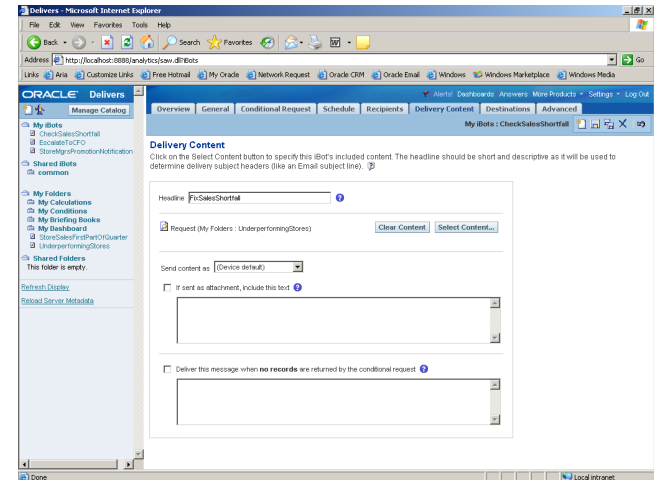 Delivers - Microsoft Internet Explorer
File Edit View Favorites Tools Help
Back Search Favorites
Address http://localhost:8888/analytics/saw.dll?iBots Go
Links Aria Customize Links Free Hotmail My Oracle Network Request Oracle CRM Oracle Email Windows Windows Marketplace Windows Media
ORACLE Delivers
Alerts! Dashboards Answers More Products Settings Log Out
Manage Catalog
Overview General Conditional Request Schedule Recipients Delivery Content Destinations Advanced
My iBots : CheckSalesShortfall
My iBots
CheckSalesShortfall
EscalateToCFO
StoreMgrsPromotionNotification
Shared iBots
common
My Folders
My Calculations
My Conditions
My Briefing Books
My Dashboard
StoreSalesFirstPartOfQuarter
UnderperformingStores
Shared Folders
This folder is empty.
Refresh Display
Reload Server Metadata
Delivery Content
Click on the Select Content button to specify this iBot's included content. The headline should be short and descriptive as it will be used to
determine delivery subject headers (like an Email subject line).
Headline FixSalesShortfall
Request (My Folders : UnderperformingStores) Clear Content Select Content...
Send content as (Device default)
If sent as attachment, include this text
Deliver this message when no records are returned by the conditional request
Done Local intranet